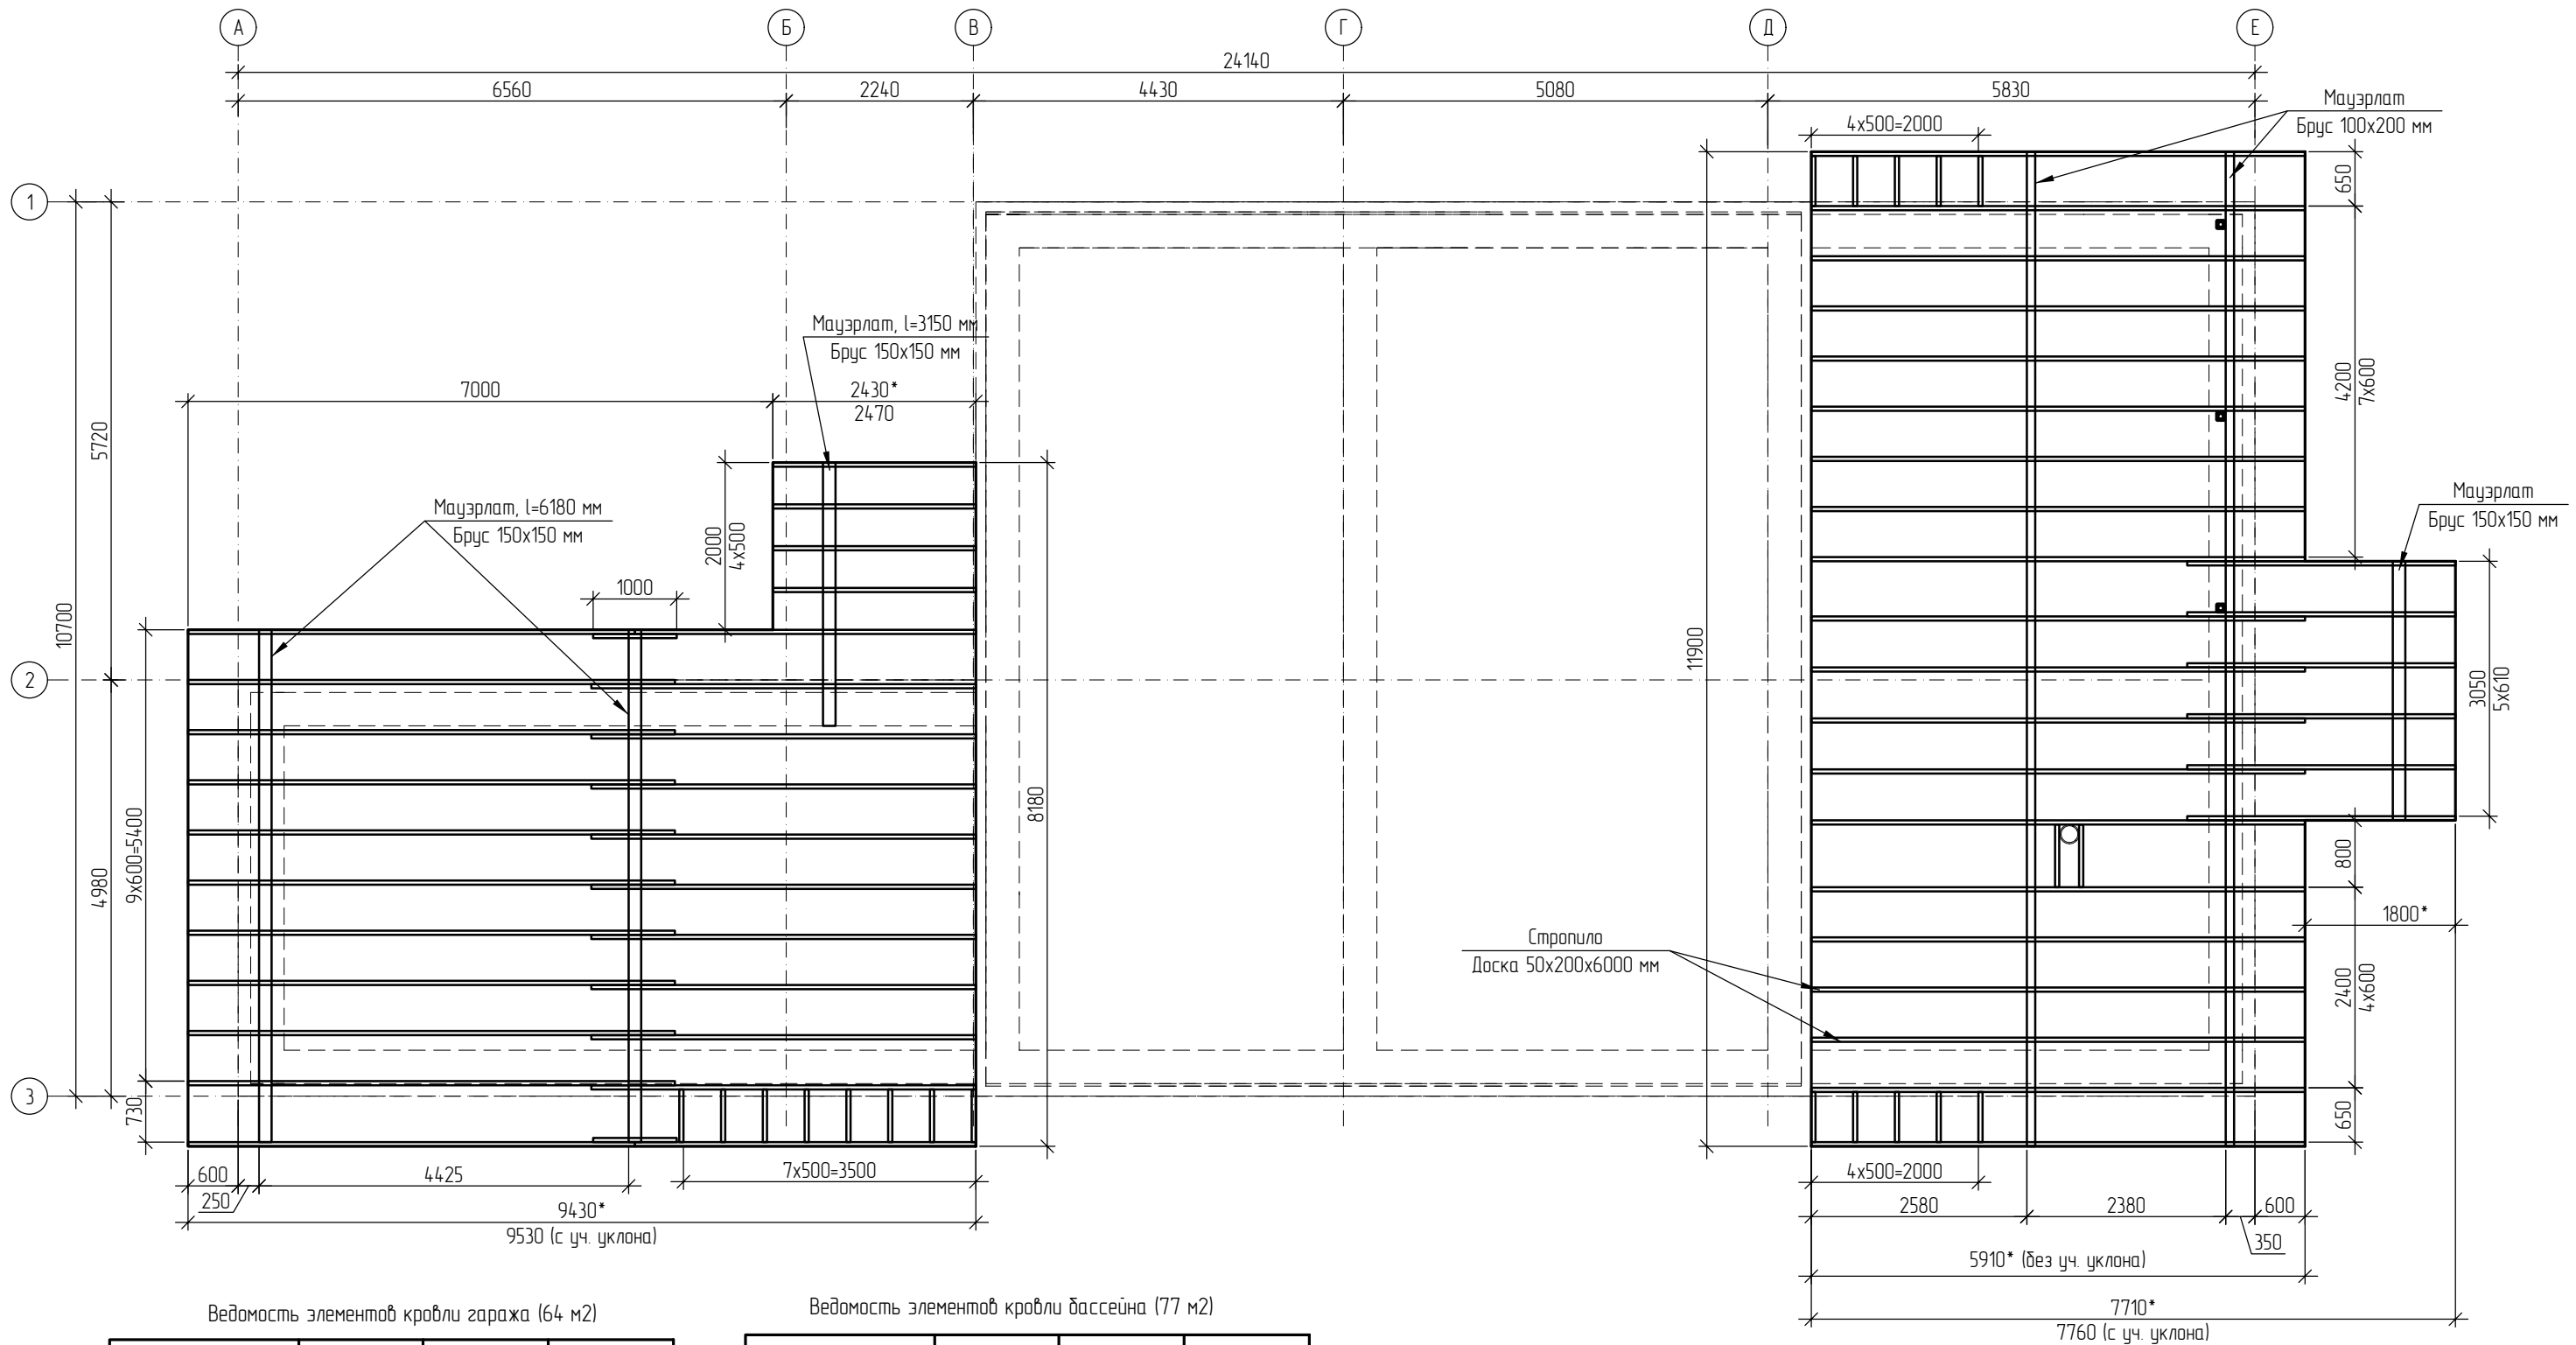 А
Б
В
Г
Д
Е
24140
6560
2240
4430
5080
5830
Мауэрлат
Брус 100х200 мм
4х500=2000
650
1
Мауэрлат, l=3150 мм
Брус 150х150 мм
7000
2430*
2470
4200
7х600
5720
Мауэрлат, l=6180 мм
Брус 150х150 мм
2000
4х500
Мауэрлат
Брус 150х150 мм
1000
10700
11900
2
3050
5х610
8180
9х600=5400
4980
800
1800*
Стропило
Доска 50х200х6000 мм
2400
4х600
3
730
650
600
250
4425
7х500=3500
4х500=2000
2580
2380
600
350
9430*
9530 (с уч. уклона)
5910* (без уч. уклона)
7710*
7760 (с уч. уклона)
Ведомость элементов кровли гаража (64 м2)
Ведомость элементов кровли бассейна (77 м2)